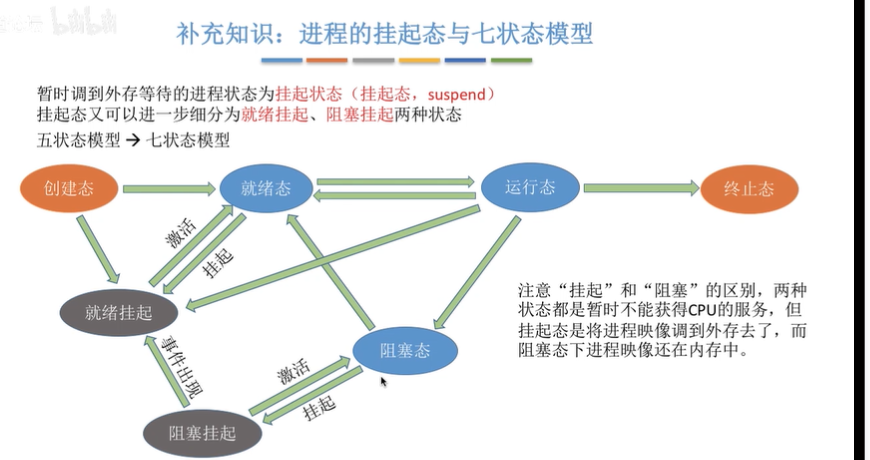 补充知识：进程的挂起态与七状态模型
暂时调到外存等待的进程状态为挂起状态（挂起态，suspend）
挂起态又可以进一步细分为就绪挂起、阻塞挂起两种状态
五状态模型→七状态模型
创建态
就绪态
运行态
终止态
激活
挂起
就绪挂起
注意“挂起”和“阻塞”的区别，两种
状态都是暂时不能获得CPU的服务，但
挂起态是将进程映像调到外存去了，而
阻塞态下进程映像还在内存中。
事件出现
阻塞态
激活
挂起
阻塞挂起